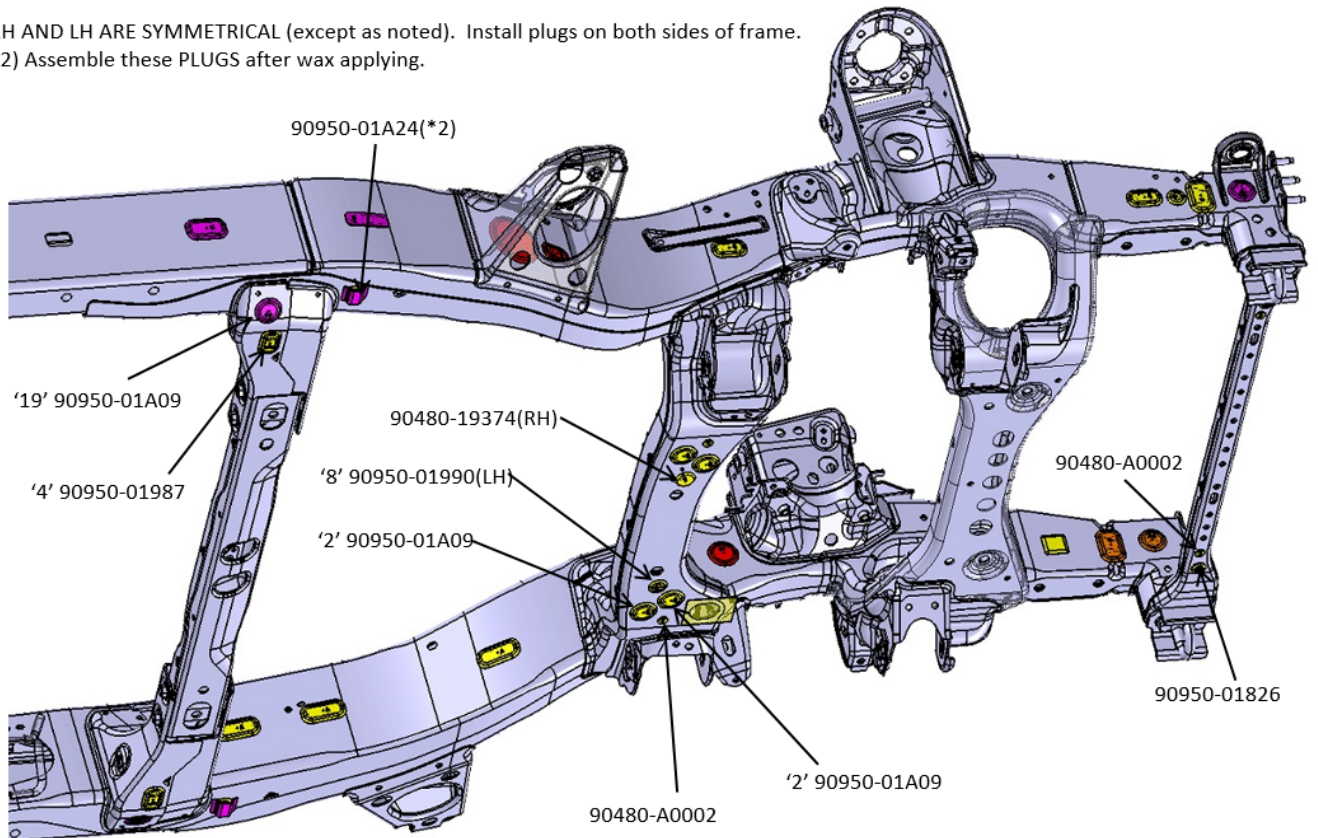 H AND LH ARE SYMMETRICAL (except as noted). Install plugs on both sides of frame.
2) Assemble these PLUGS after wax applying.
90950-01A24(*2)
‘19’ 90950-01A09
90480-19374(RH)
‘8’ 90950-01990(LH)
90480-A0002
‘4’ 90950-01987
‘2’ 90950-01A09
90950-01826
‘2’ 90950-01A09
90480-A0002